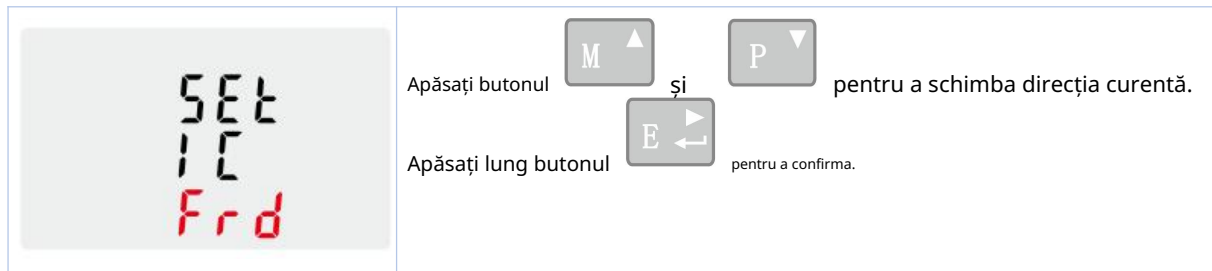 SEt
IC
Frd
Apăsați butonul M și P pentru a schimba direcția curentă.
Apăsați lung butonul E pentru a confirma.